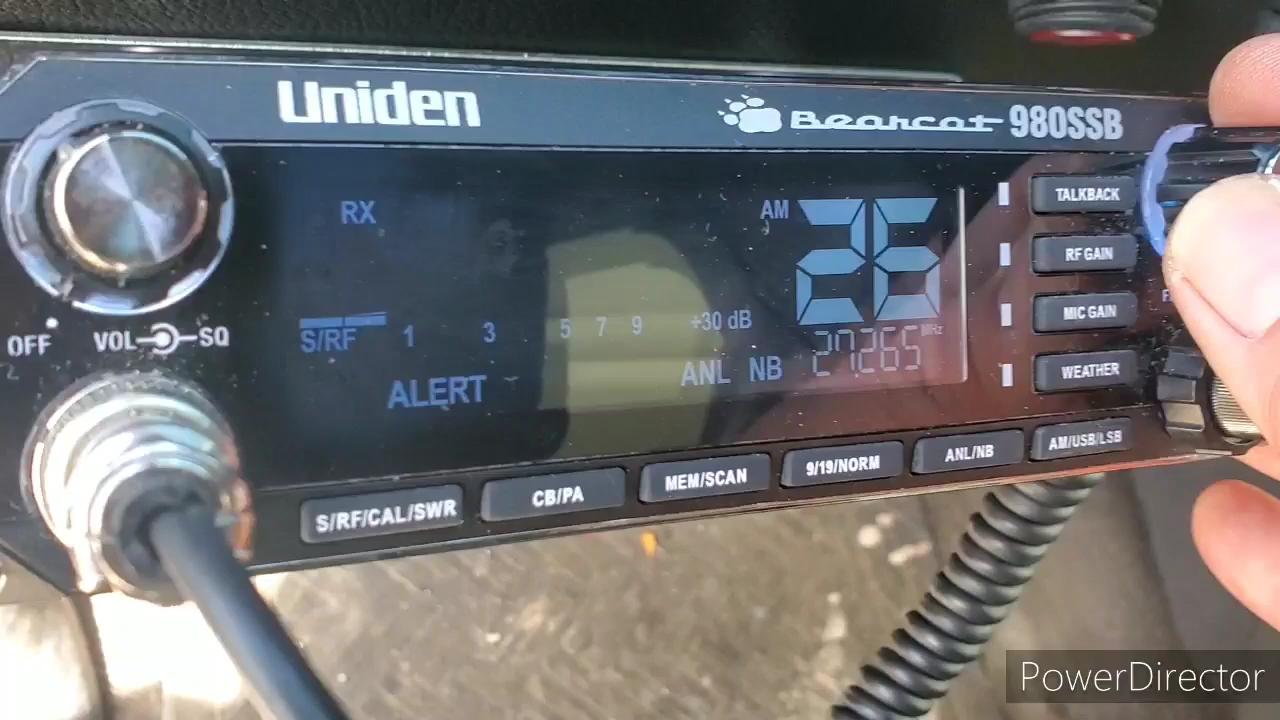 Uniden
Bearcat 980SSB
RX
AM 26
TALKBACK
RF GAIN
S/RF 1 3 5 7 9 +30 dB
27.265 MHz
MIC GAIN
OFF VOL SQ
ALERT ANL NB
WEATHER
S/RF/CAL/SWR CB/PA MEM/SCAN 9/19/NORM ANL/NB AM/USB/LSB
PowerDirector